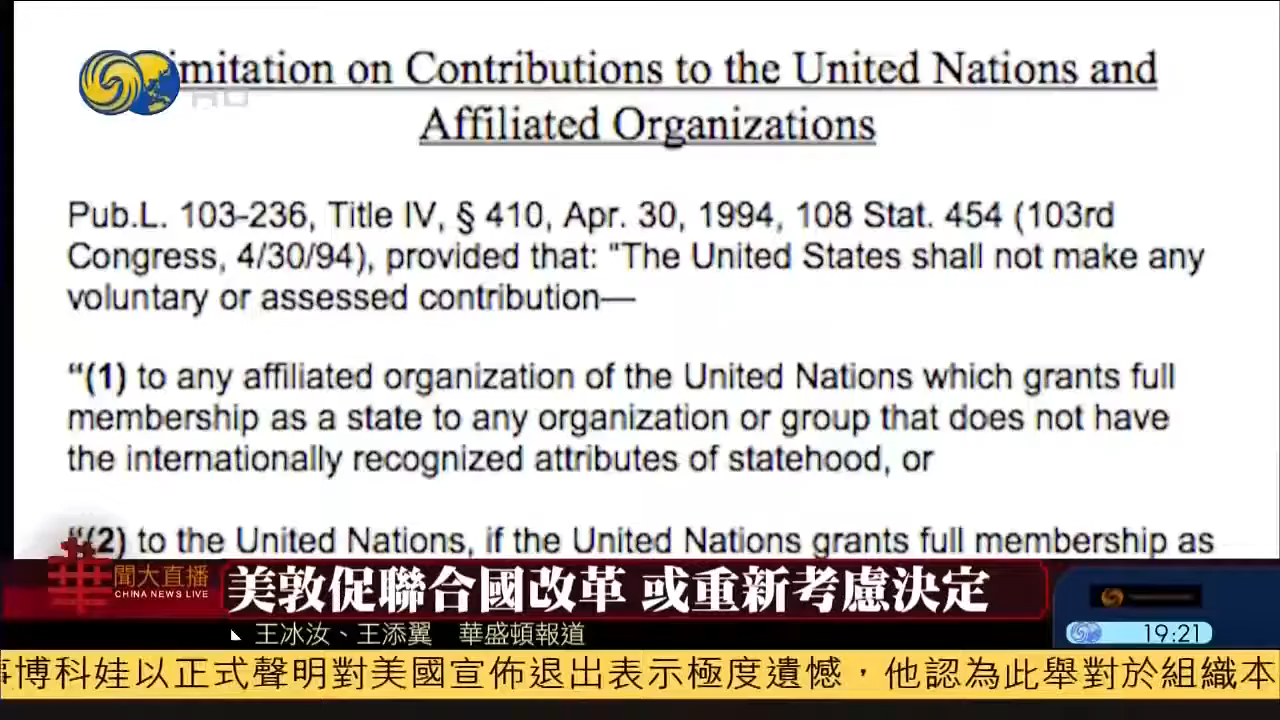 imitation on Contributions to the United Nations and
Affiliated Organizations
Pub.L. 103-236, Title IV, § 410, Apr. 30, 1994, 108 Stat. 454 (103rd
Congress, 4/30/94), provided that: "The United States shall not make any
voluntary or assessed contribution—
“(1) to any affiliated organization of the United Nations which grants full
membership as a state to any organization or group that does not have
the internationally recognized attributes of statehood, or
“(2) to the United Nations, if the United Nations grants full membership as
華聞大直播
CHINA NEWS LIVE
美敦促聯合國改革 或重新考慮決定
王冰汝、王添翼 華盛頓報道
19:21
事博科娃以正式聲明對美國宣佈退出表示極度遺憾，他認為此舉對於組織本